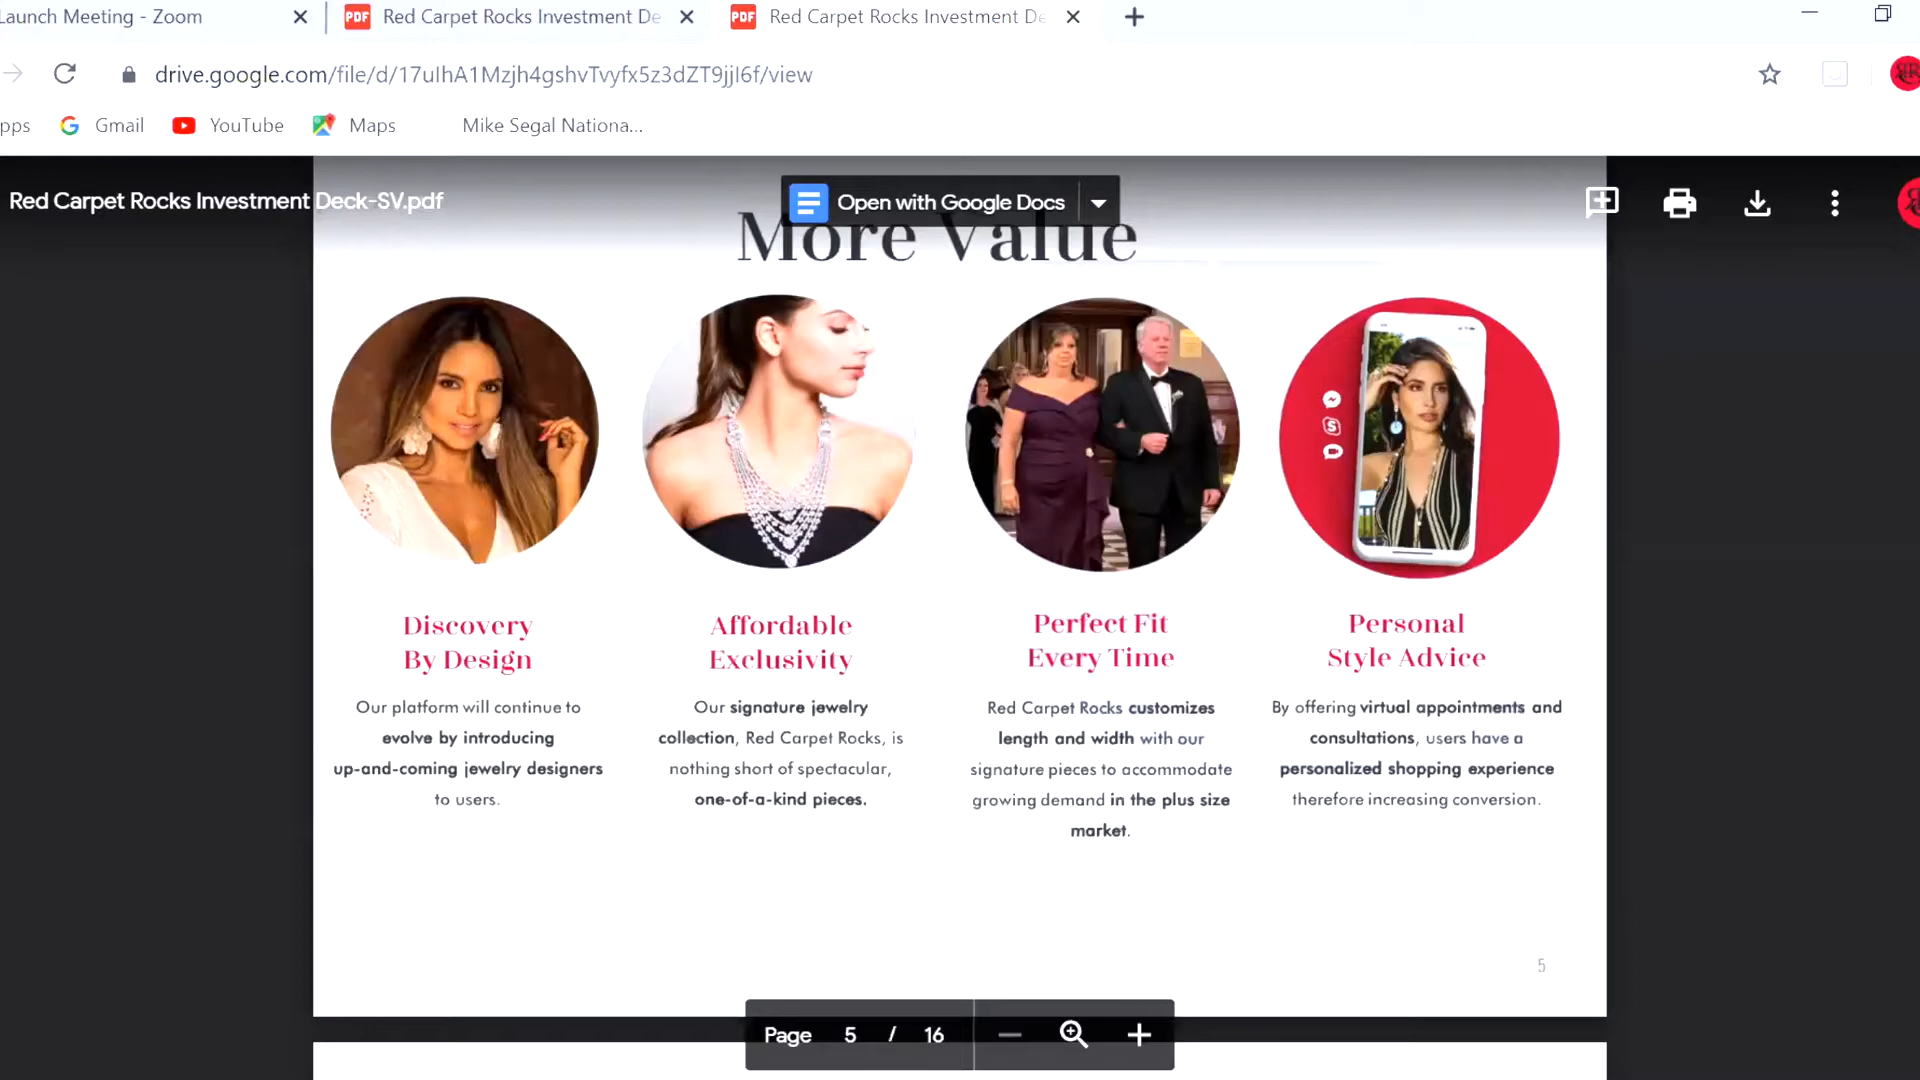 Launch Meeting - Zoom
Red Carpet Rocks Investment De
Red Carpet Rocks Investment De
drive.google.com/file/d/17uIhA1Mzjh4gshvTvyfx5z3dZT9jjI6f/view
pps
Gmail
YouTube
Maps
Mike Segal Nationa...
Red Carpet Rocks Investment Deck-SV.pdf
Open with Google Docs
More Value
Discovery
By Design
Our platform will continue to
evolve by introducing
up-and-coming jewelry designers
to users.
Affordable
Exclusivity
Our signature jewelry
collection, Red Carpet Rocks, is
nothing short of spectacular,
one-of-a-kind pieces.
Perfect Fit
Every Time
Red Carpet Rocks customizes
length and width with our
signature pieces to accommodate
growing demand in the plus size
market.
Personal
Style Advice
By offering virtual appointments and
consultations, users have a
personalized shopping experience
therefore increasing conversion.
5
Page 5 / 16